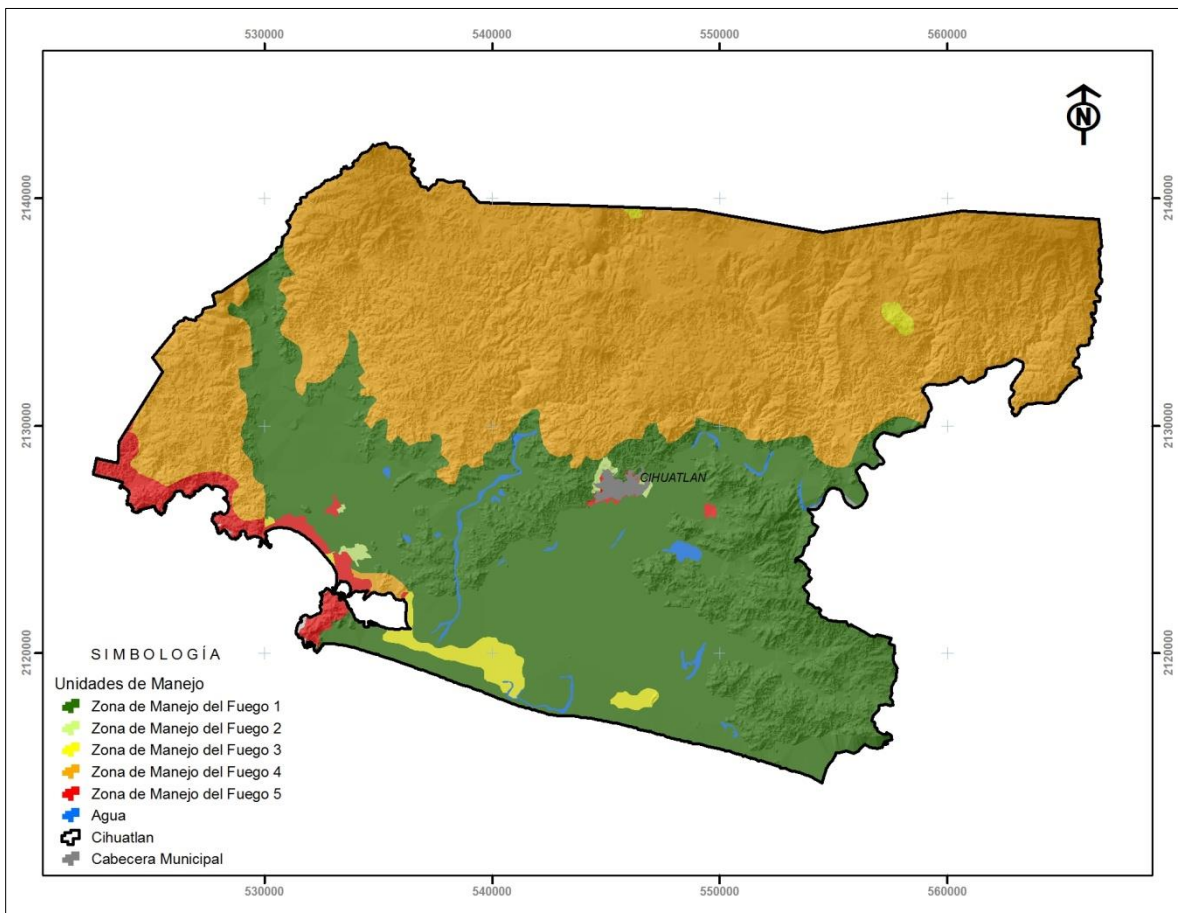 530000 540000 550000 560000
N
2140000 2140000
2130000 2130000
CIHUATLAN
2120000 2120000
SIMBOLOGÍA
Unidades de Manejo
Zona de Manejo del Fuego 1
Zona de Manejo del Fuego 2
Zona de Manejo del Fuego 3
Zona de Manejo del Fuego 4
Zona de Manejo del Fuego 5
Agua
Cihuatlan
Cabecera Municipal
530000 540000 550000 560000